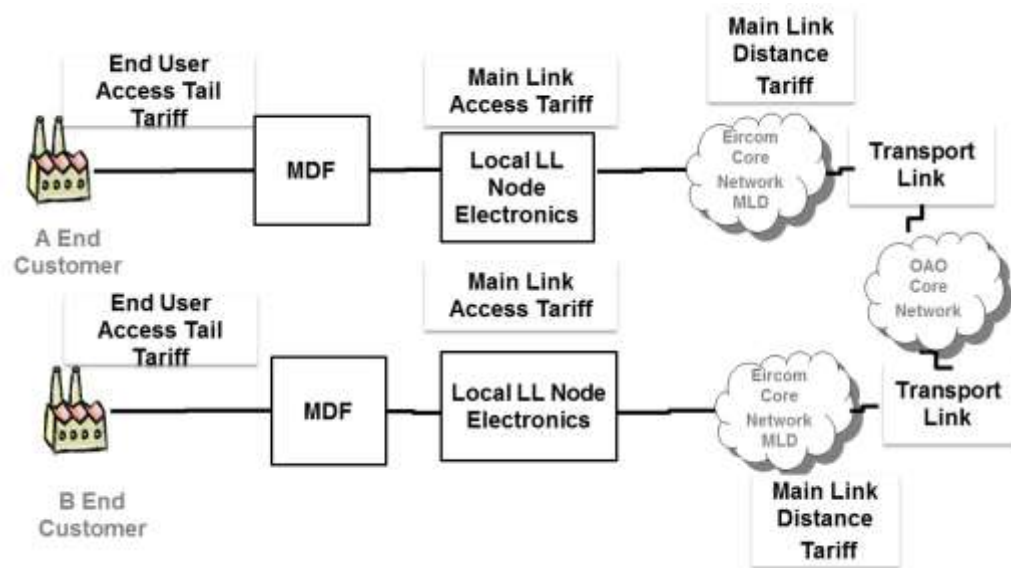 End User
Access Tail
Tariff
Main Link
Access Tariff
Main Link
Distance
Tariff
MDF
Local LL
Node
Electronics
Eircom
Core
Network
MLD
Transport
Link
A End
Customer
OAO
Core
Network
End User
Access Tail
Tariff
Main Link
Access Tariff
MDF
Local LL Node
Electronics
Eircom
Core
Network
MLD
Transport
Link
B End
Customer
Main Link
Distance
Tariff